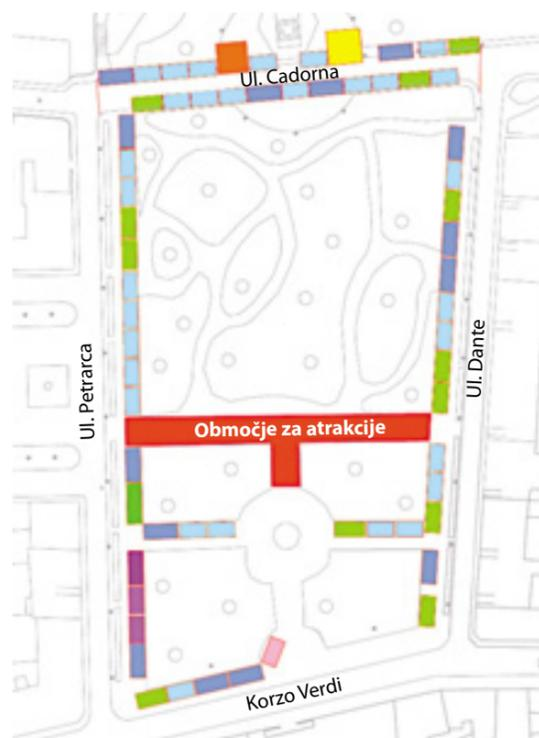 Ul. Cadorna
Ul. Petrarca
Ul. Dante
Območje za atrakcije
Korzo Verdi